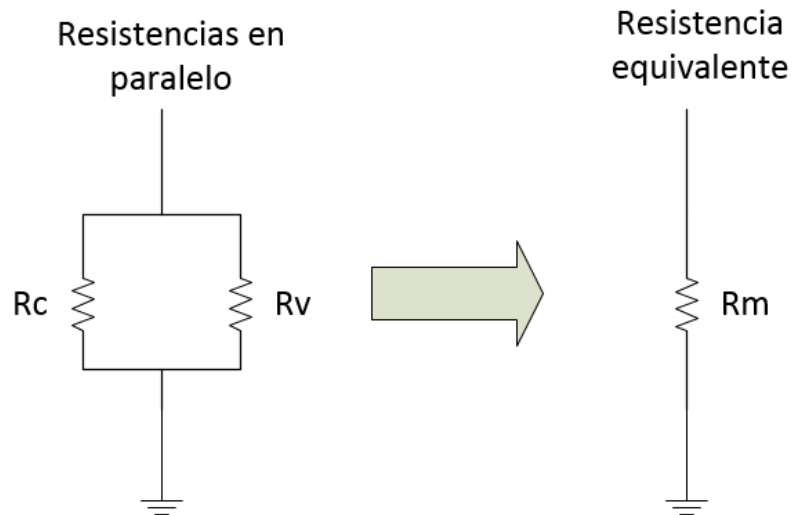 Resistencias en
paralelo
Resistencia
equivalente
Rc
Rv
Rm